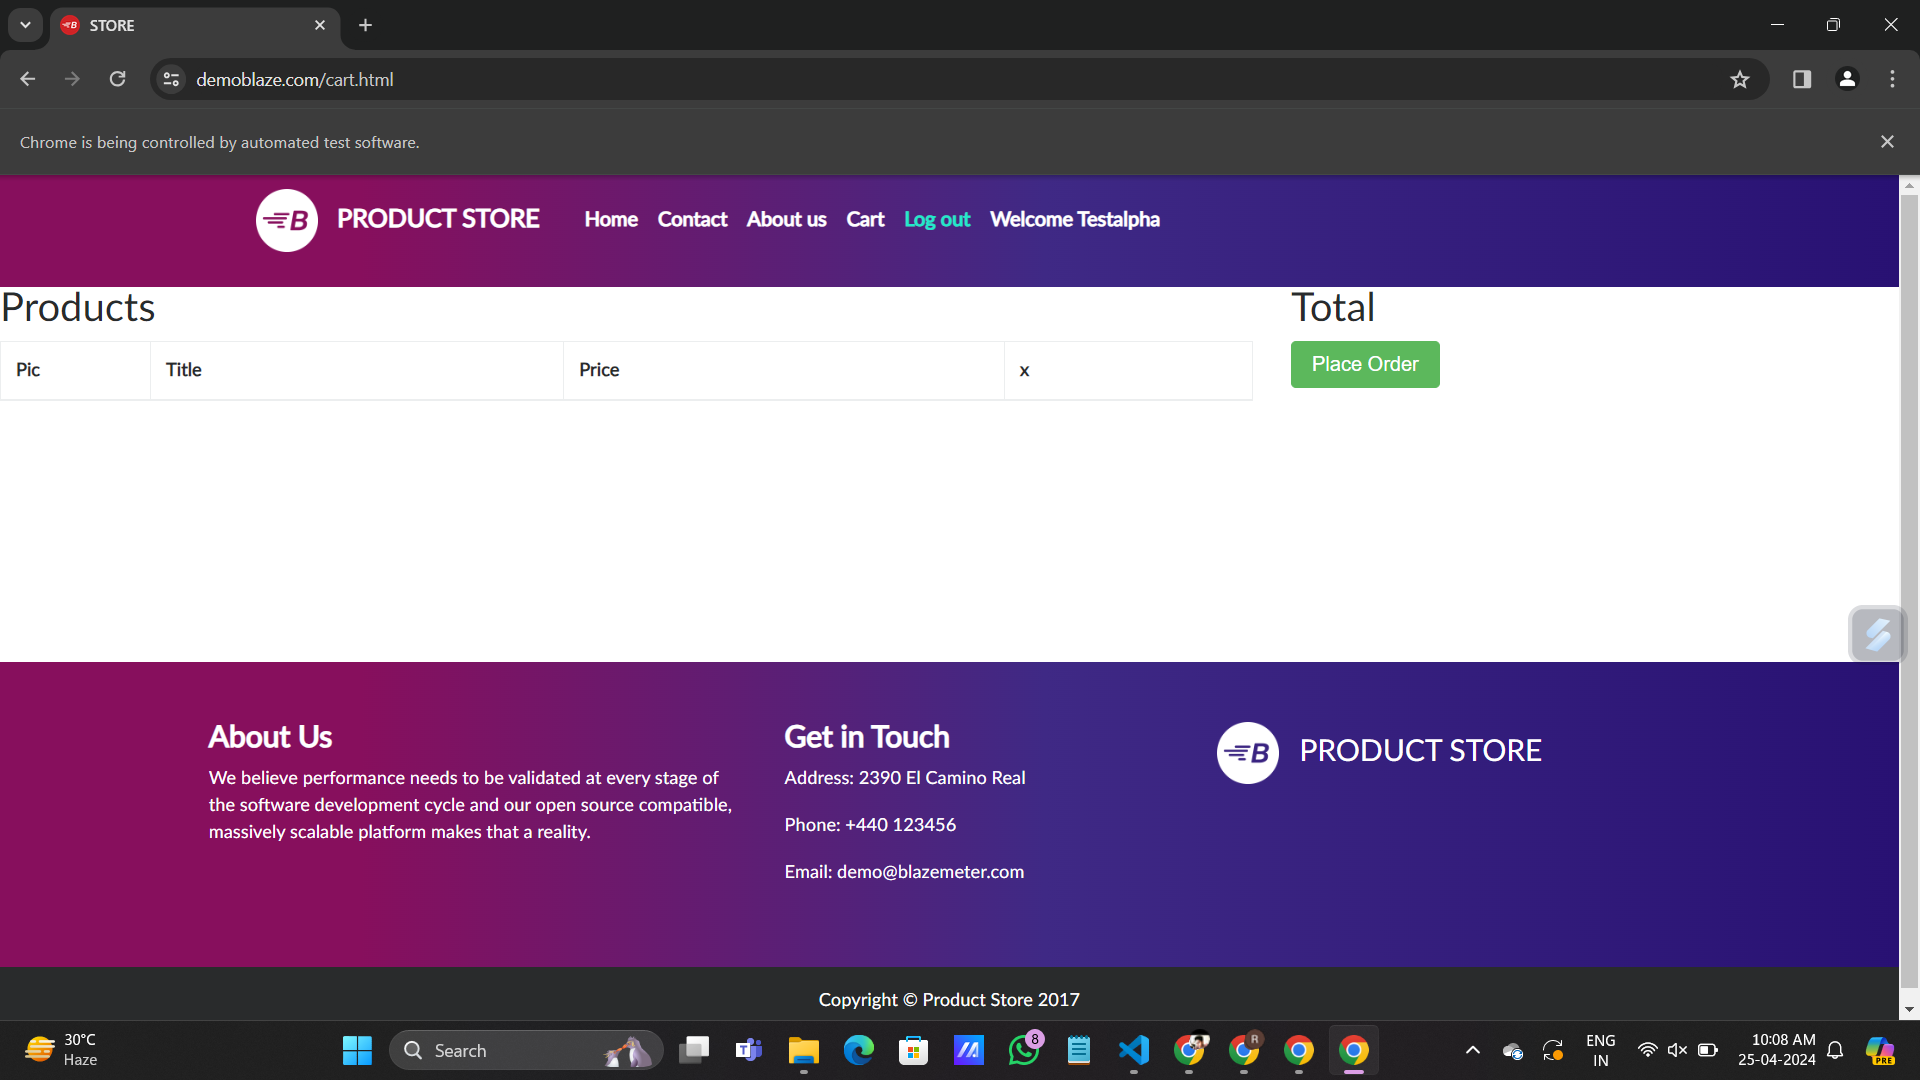 STORE
demoblaze.com/cart.html
Chrome is being controlled by automated test software.
B PRODUCT STORE Home Contact About us Cart Log out Welcome Testalpha
Products
Total
Pic Title Price x
Place Order
About Us
We believe performance needs to be validated at every stage of
the software development cycle and our open source compatible,
massively scalable platform makes that a reality.
Get in Touch
Address: 2390 El Camino Real
Phone: +440 123456
Email: demo@blazemeter.com
B PRODUCT STORE
Copyright © Product Store 2017
30°C
Haze
Search
8
R
ENG
IN
10:08 AM
25-04-2024
PRE